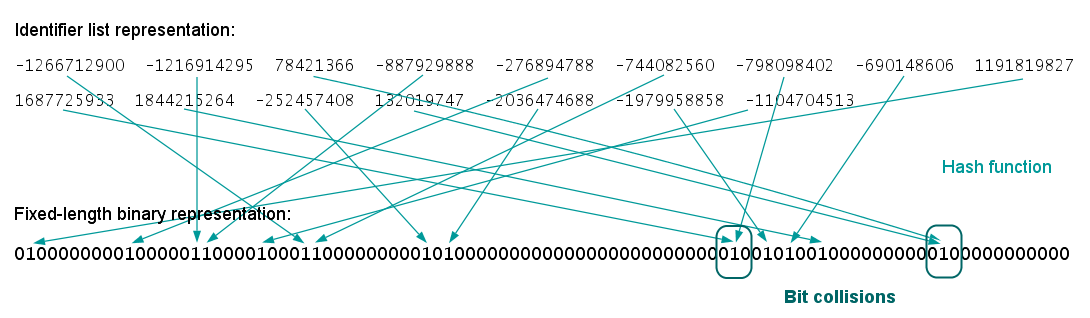 Identifier list representation:
-1266712900 -1216914295 78421366 -887929888 -276894788 -744082560 -798098402 -690148606 1191819827
1687725933 1844215264 -252457408 132019747 -2036474688 -1979958858 -1104704513
Hash function
Fixed-length binary representation:
0100000000010000011000010001100000000001010000000000000000000000000010010100100000000000100000000000
Bit collisions